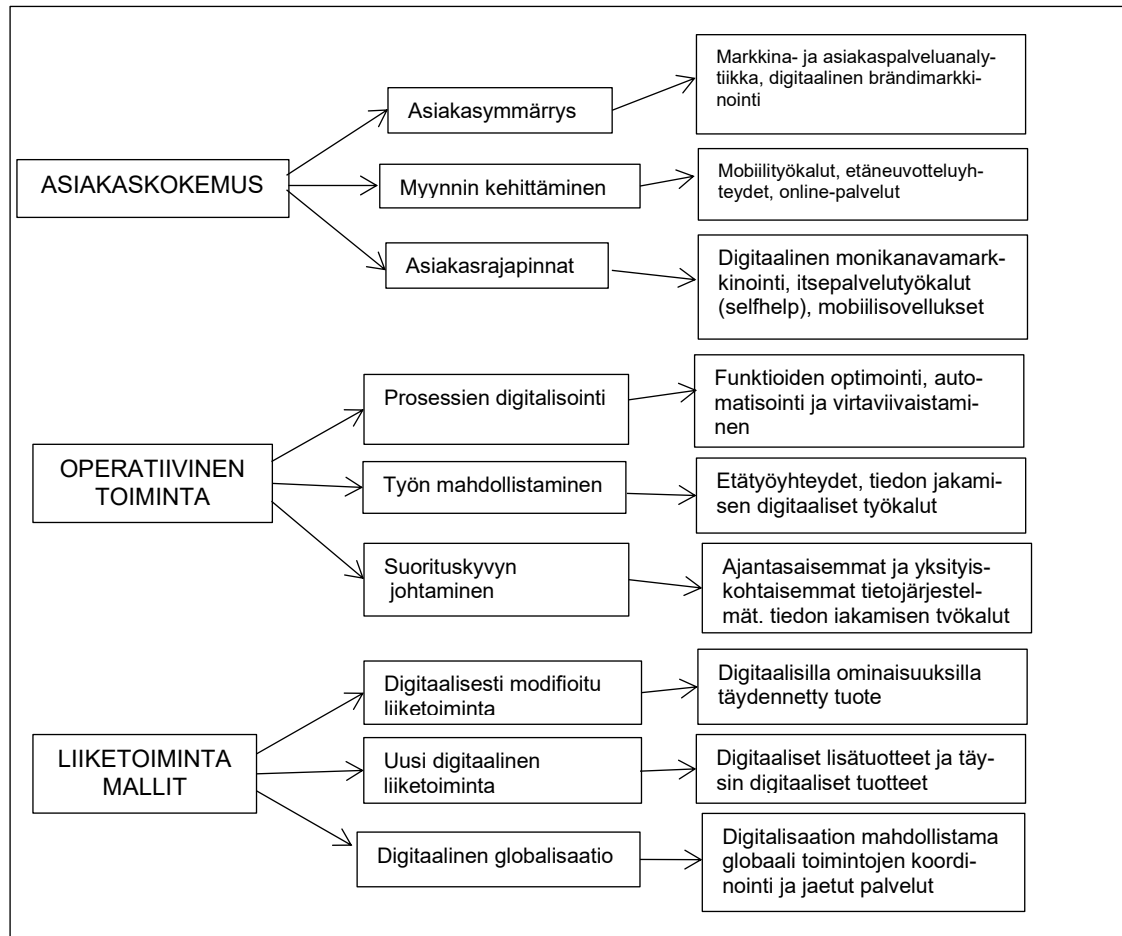 Markkina- ja asiakaspalveluanaly-
tiikka, digitaalinen brändimarkki-
nointi
Asiakasymmärrys
ASIAKASKOKEMUS
Myynnin kehittäminen
Mobiilityökalut, etäneuvotteluyh-
teydet, online-palvelut
Asiakasrajapinnat
Digitaalinen monikanavamark-
kinointi, itsepalvelutyökalut
(selfhelp), mobiilisovellukset
Prosessien digitalisointi
Funktioiden optimointi, auto-
matisointi ja virtaviivaistami-
nen
OPERATIIVINEN
TOIMINTA
Työn mahdollistaminen
Etätyöyhteydet, tiedon jakami-
sen digitaaliset työkalut
Suorituskyvyn
johtaminen
Ajantasaisemmat ja yksityis-
kohtaisemmat tietojärjestel-
mät. tiedon jakamisen työkalut
Digitaalisesti modifioitu
liiketoiminta
Digitaalisilla ominaisuuksilla
täydennetty tuote
LIIKETOIMINTA
MALLIT
Uusi digitaalinen
liiketoiminta
Digitaaliset lisätuotteet ja täy-
sin digitaaliset tuotteet
Digitaalinen globalisaatio
Digitalisaation mahdollistama
globaali toimintojen koordi-
nointi ja jaetut palvelut